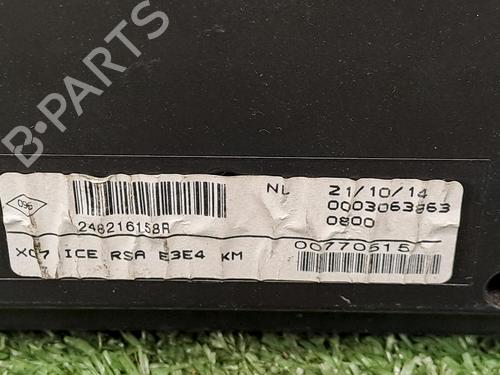 B-PARTS
096
248216158R
NL
21/10/14
0003063863
0800
00770515
X07 ICE RSA E3E4 KM